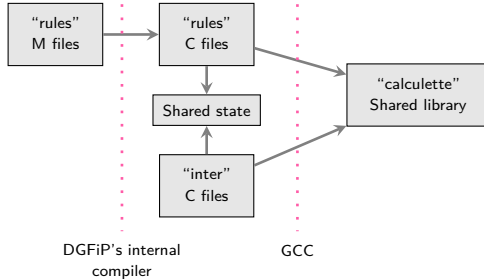 “rules”
M files
“rules”
C files
“calculette”
Shared library
Shared state
“inter”
C files
DGFiP's internal
compiler
GCC